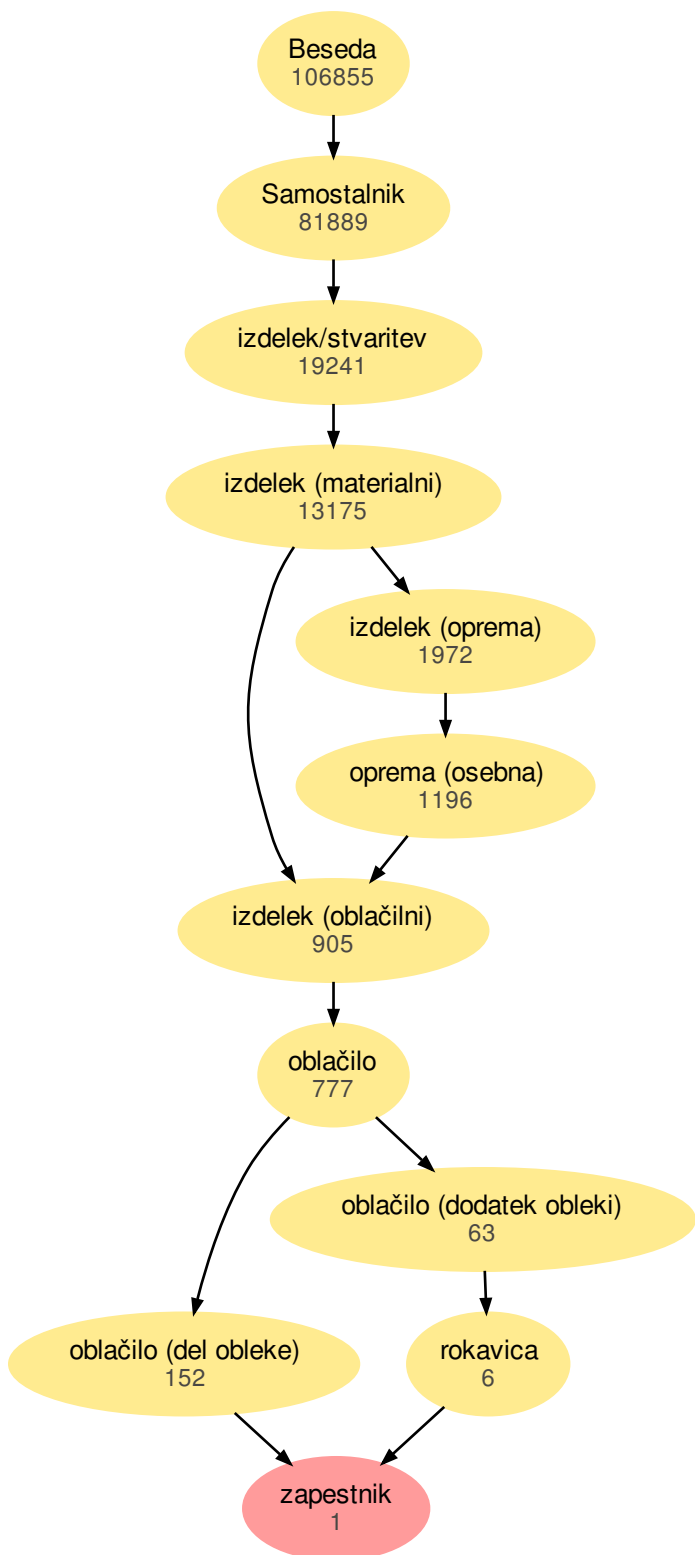 Beseda
106855
Samostalnik
81889
izdelek/stvaritev
19241
izdelek (materialni)
13175
izdelek (oprema)
1972
oprema (osebna)
1196
izdelek (oblačilni)
905
oblačilo
777
oblačilo (dodatek obleki)
63
oblačilo (del obleke)
152
rokavica
6
zapestnik
1